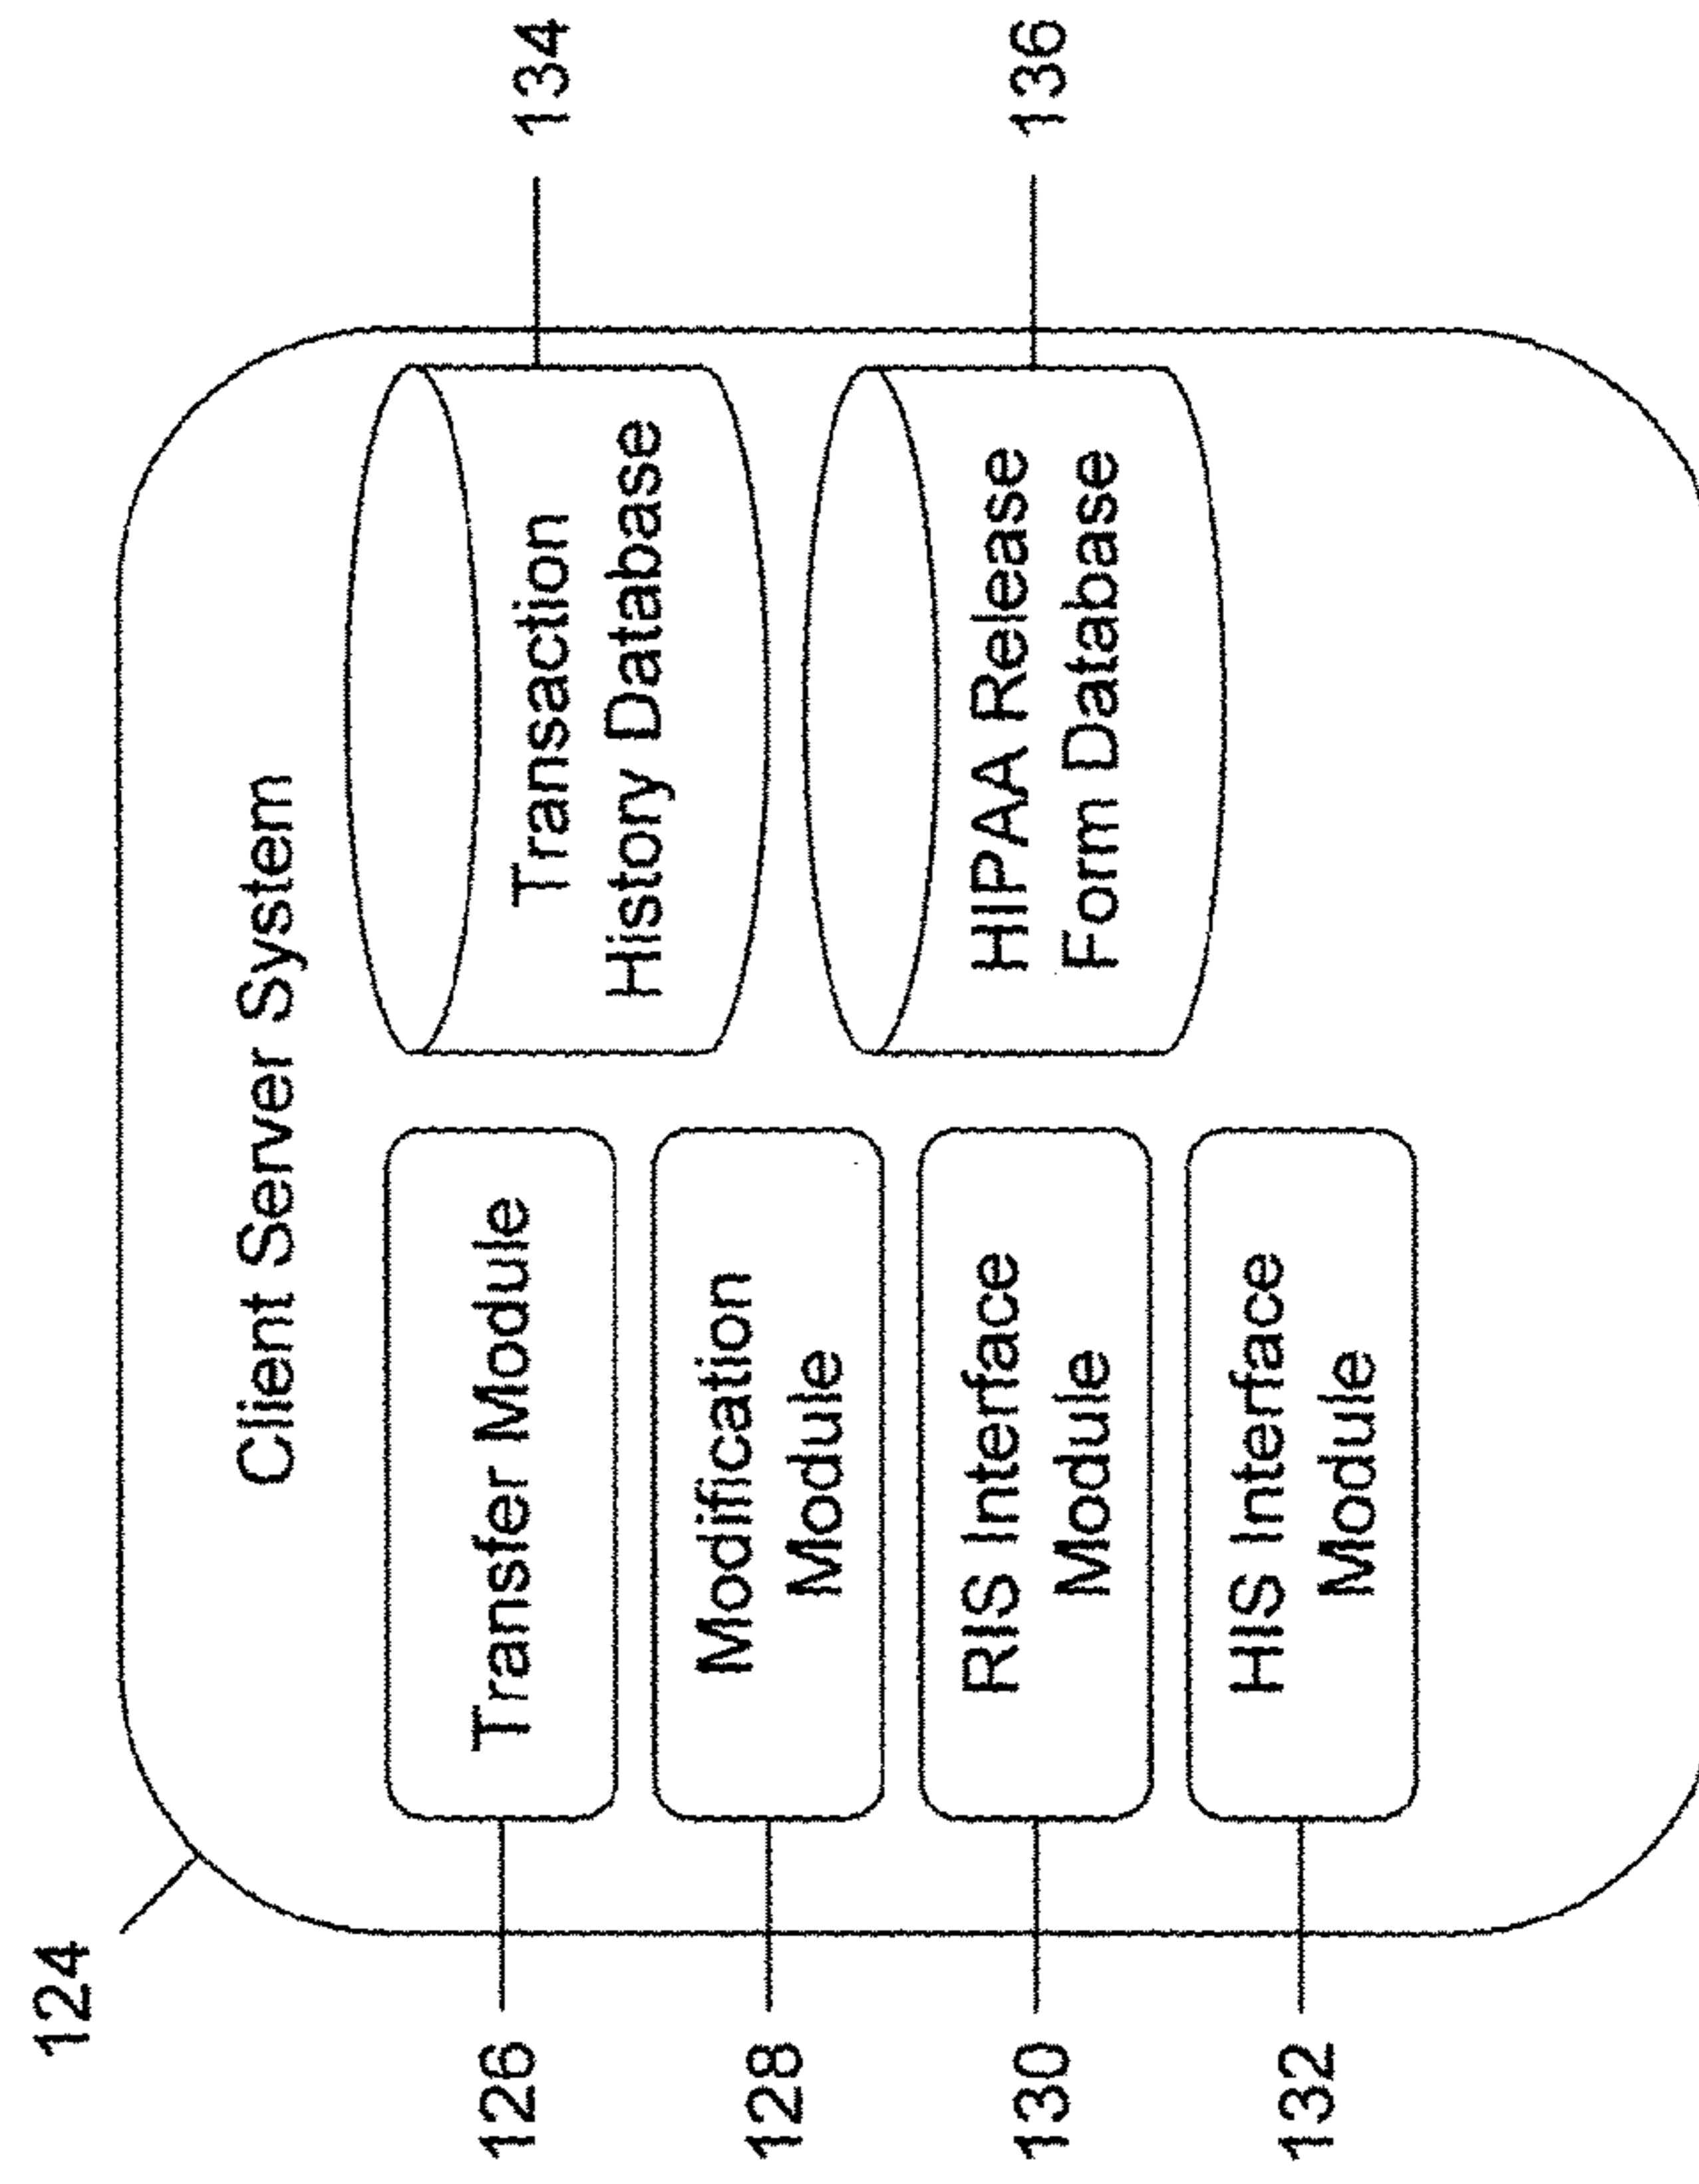 124
Client Server System
126
Transfer Module
128
Modification
Module
130
RIS Interface
Module
132
HIS Interface
Module
Transaction
History Database
134
HIPAA Release
Form Database
136